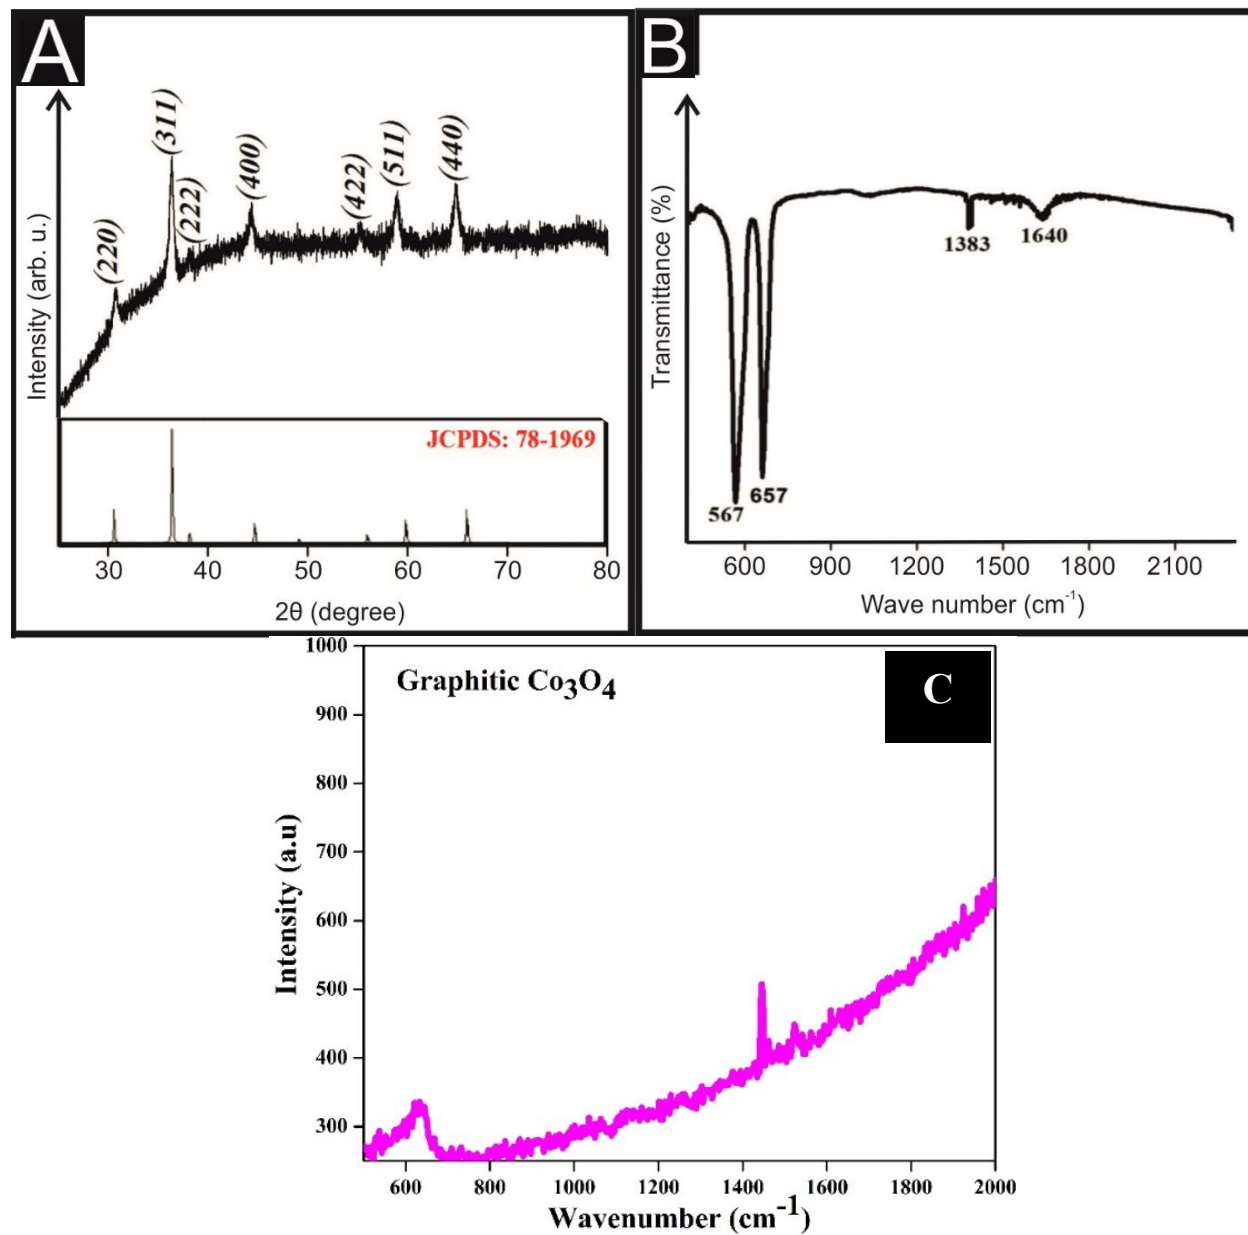 A
Intensity (arb. u.)
(220)
(311)
(222)
(400)
(422)
(511)
(440)
JCPDS: 78-1969
30 40 50 60 70 80
2θ (degree)
B
Transmittance (%)
567
657
1383
1640
600 900 1200 1500 1800 2100
Wave number (cm⁻¹)
C
Graphitic Co₃O₄
Intensity (a.u)
1000
900
800
700
600
500
400
300
600 800 1000 1200 1400 1600 1800 2000
Wavenumber (cm⁻¹)